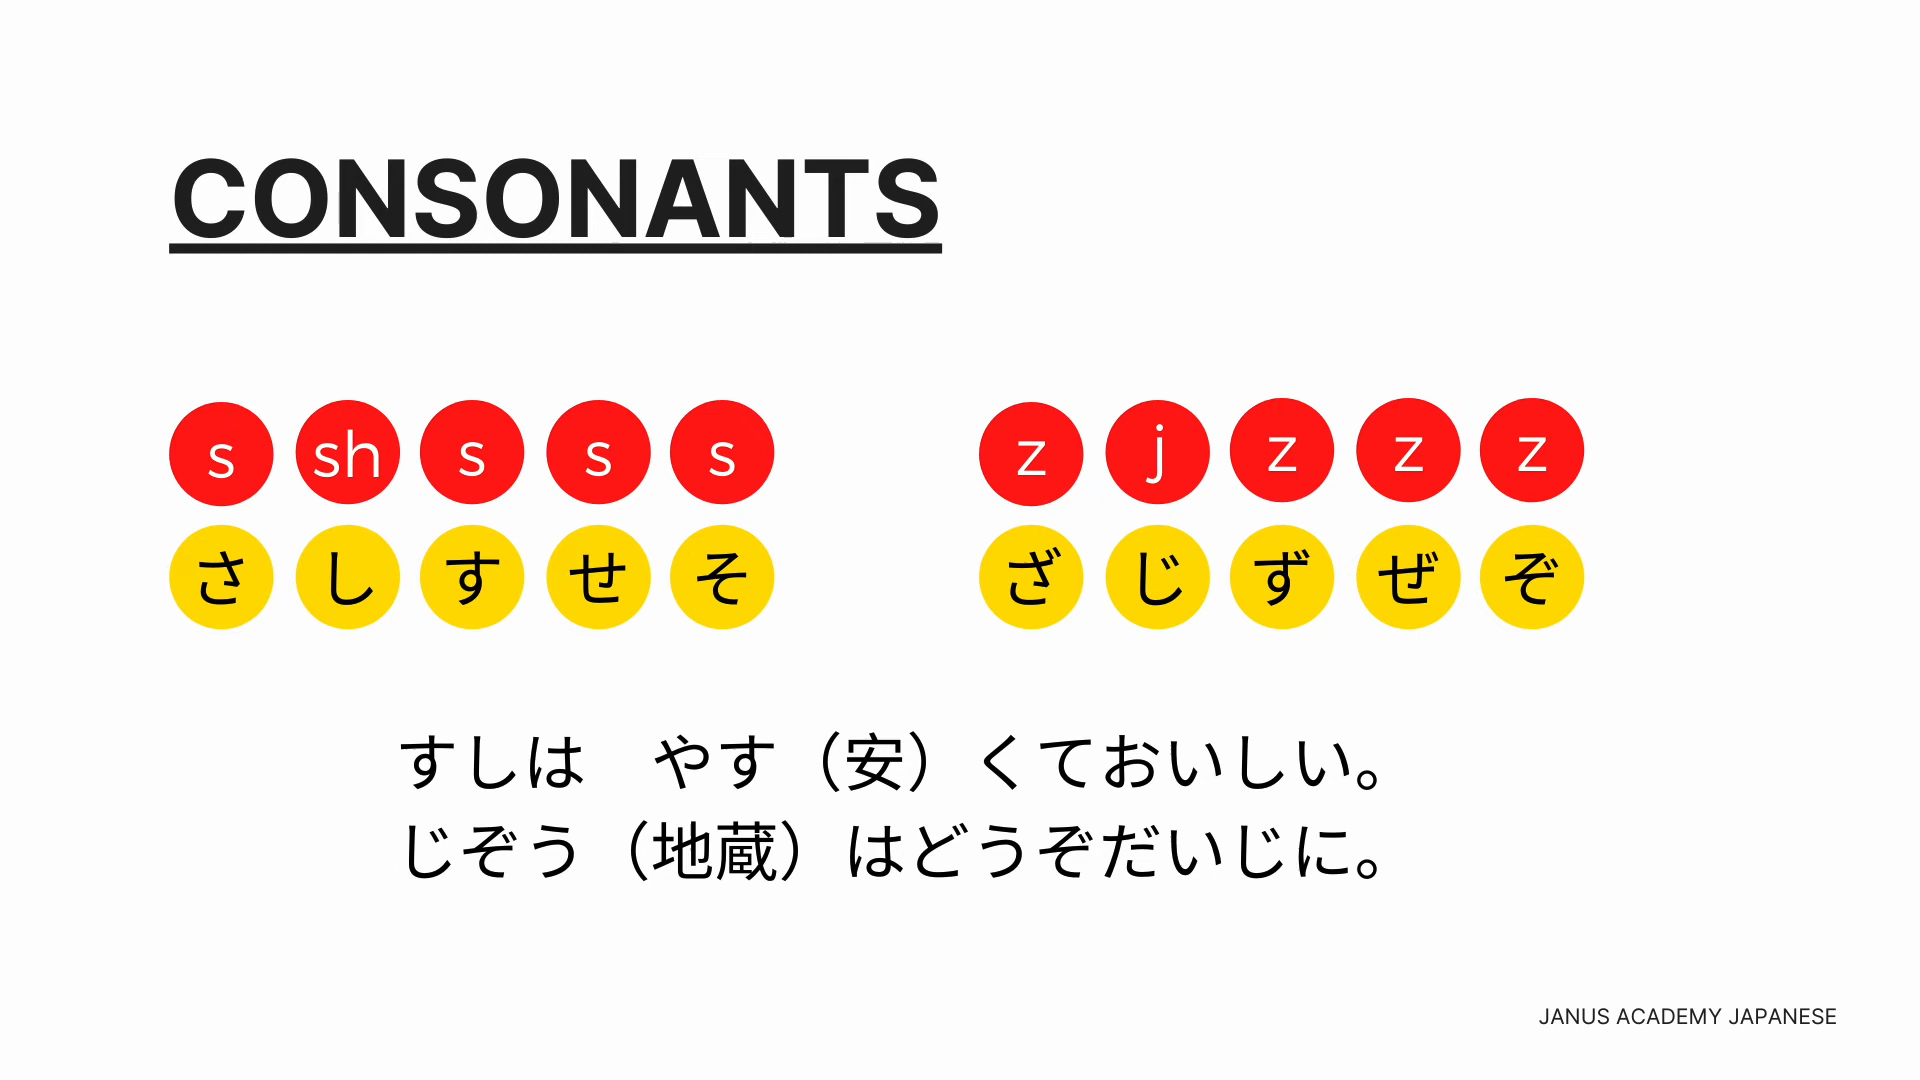 CONSONANTS
s sh s s s z j z z z
さ し す せ そ ざ じ ず ぜ ぞ
すしは　やす（安）くておいしい。
じぞう（地蔵）はどうぞだいじに。
JANUS ACADEMY JAPANESE